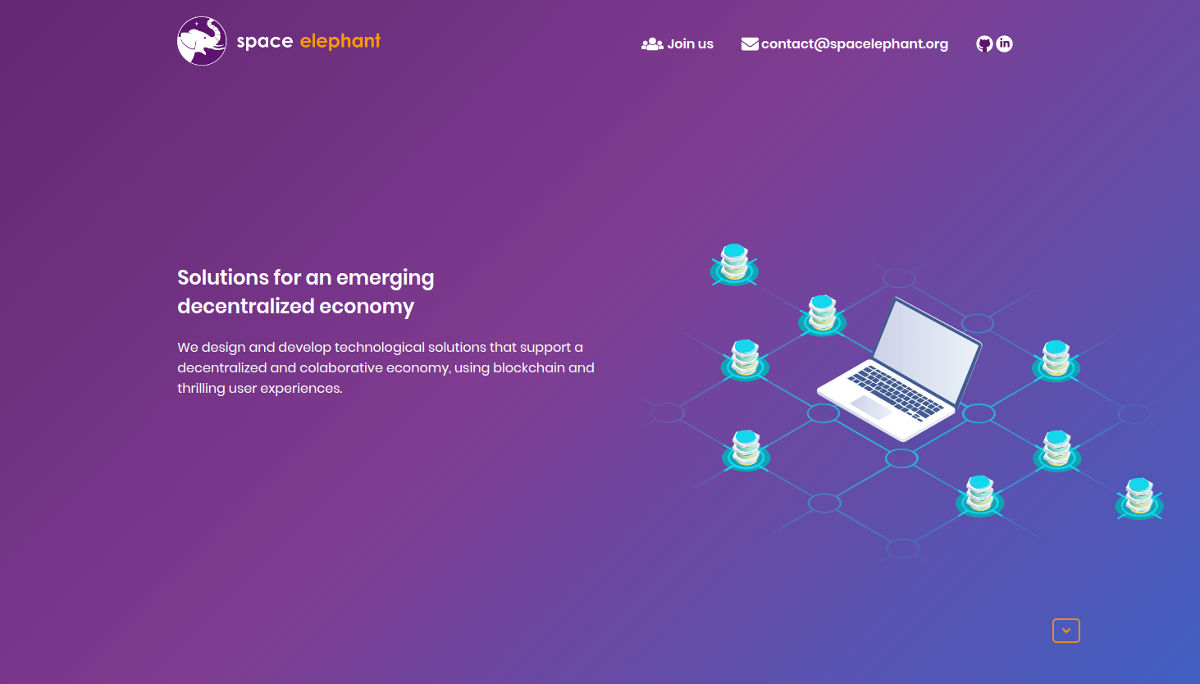 space elephant
Join us
contact@spacelephant.org
in
Solutions for an emerging
decentralized economy
We design and develop technological solutions that support a
decentralized and colaborative economy, using blockchain and
thrilling user experiences.